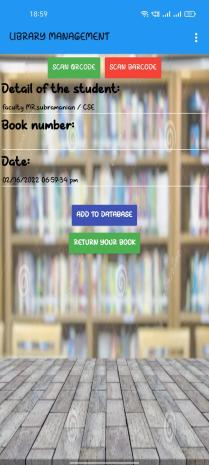 18:59
LIBRARY MANAGEMENT
SCAN QRCODE SCAN BARCODE
Detail of the student:
faculty MR.subramanian / CSE
Book number:
Date:
02/16/2022 06:59:34 pm
ADD TO DATABASE
RETURN YOUR BOOK